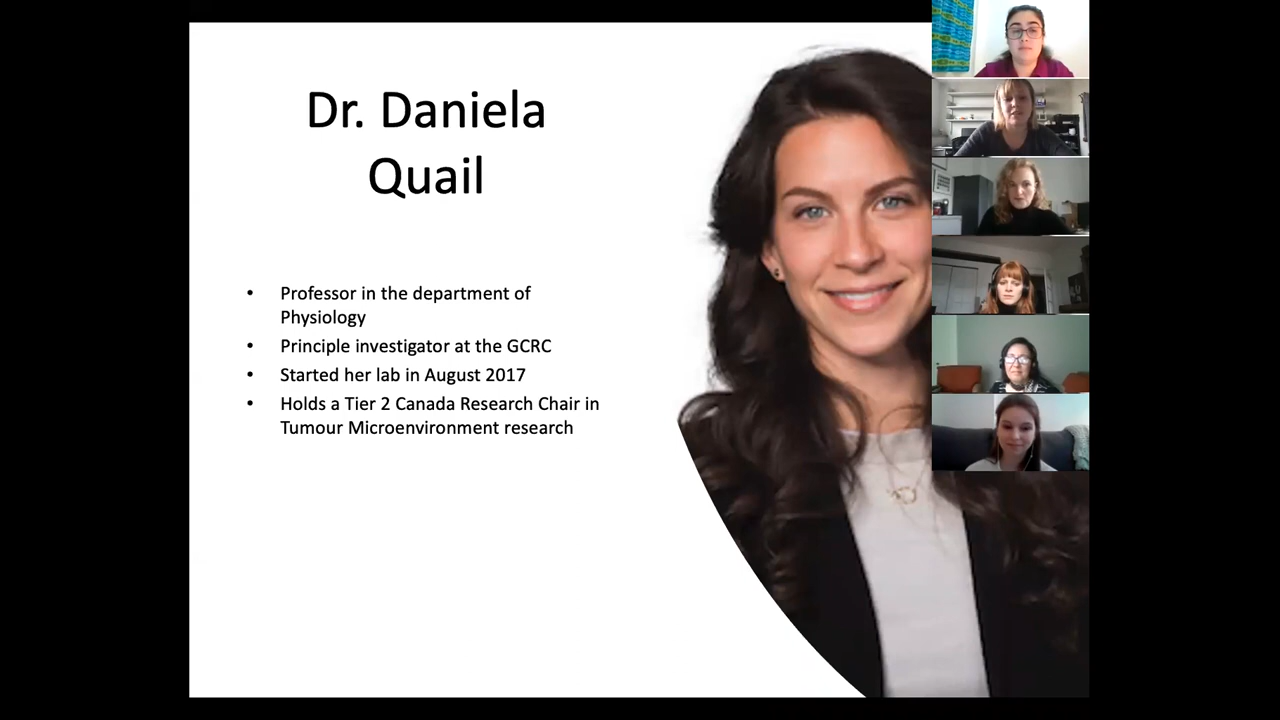 Dr. Daniela
Quail
• Professor in the department of
Physiology
• Principle investigator at the GCRC
• Started her lab in August 2017
• Holds a Tier 2 Canada Research Chair in
Tumour Microenvironment research